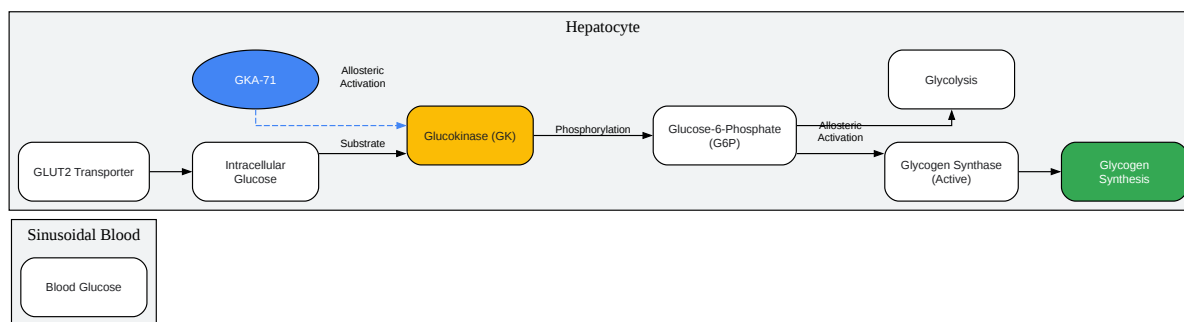 Hepatocyte
GKA-71
Allosteric
Activation
Glycolysis
Glucokinase (GK)
Phosphorylation
Glucose-6-Phosphate
(G6P)
Allosteric
Activation
Substrate
GLUT2 Transporter
Intracellular
Glucose
Glycogen Synthase
(Active)
Glycogen
Synthesis
Sinusoidal Blood
Blood Glucose